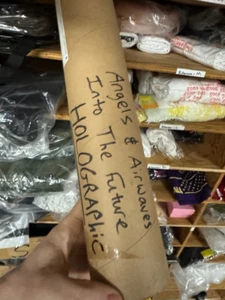 Angels & Airwaves
Into The Future
HOLOGRAPHiC